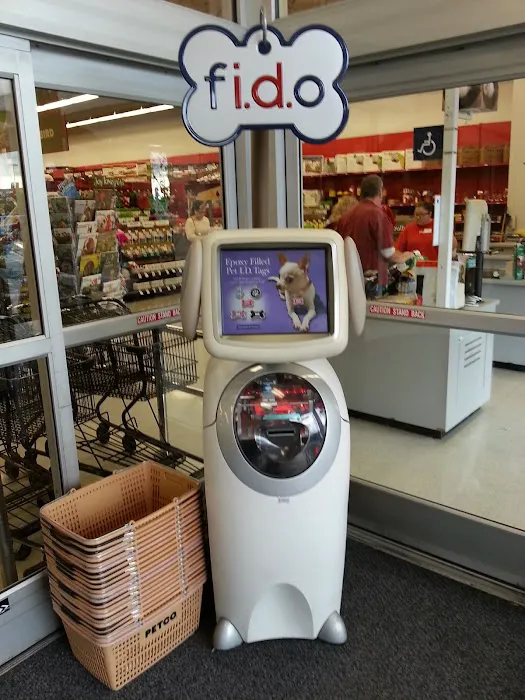 f.i.d.o
Epoxy Filled
Pet I.D. Tags
CAUTION STAND BACK
CAUTION STAND BACK
PETCO